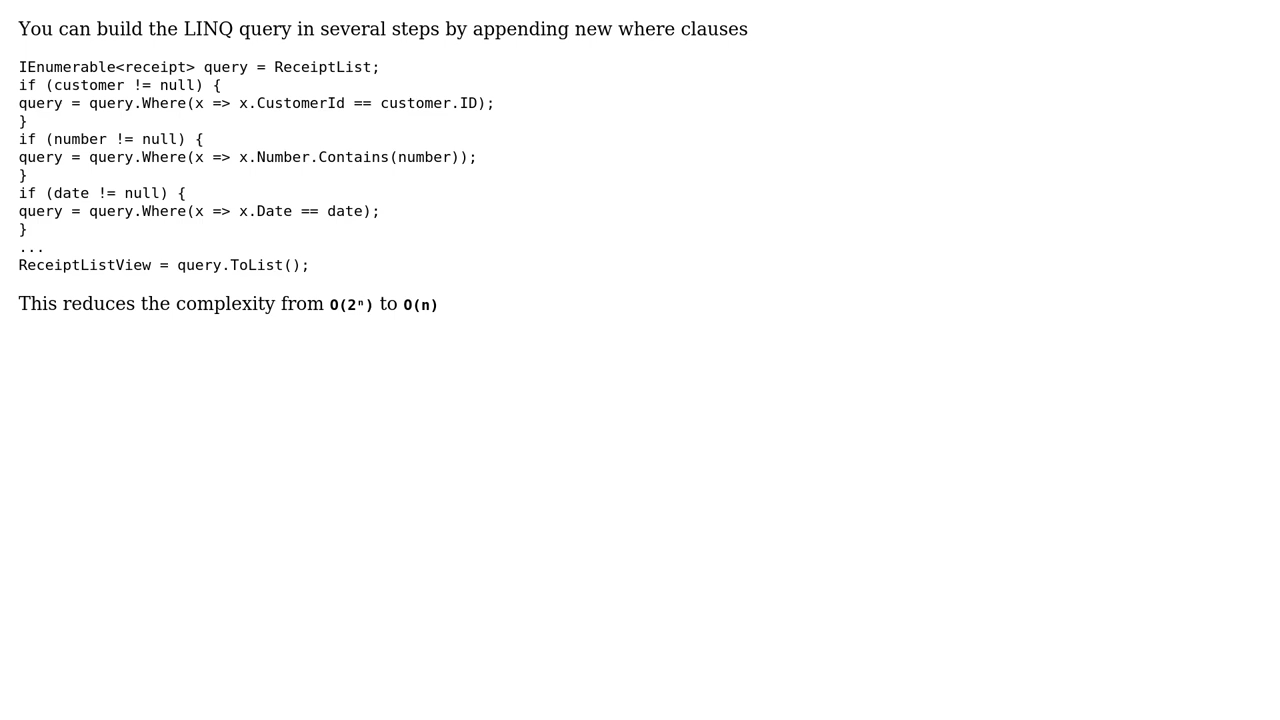 You can build the LINQ query in several steps by appending new where clauses
IEnumerable<receipt> query = ReceiptList;
if (customer != null) {
query = query.Where(x => x.CustomerId == customer.ID);
}
if (number != null) {
query = query.Where(x => x.Number.Contains(number));
}
if (date != null) {
query = query.Where(x => x.Date == date);
}
...
ReceiptListView = query.ToList();
This reduces the complexity from O(2ⁿ) to O(n)